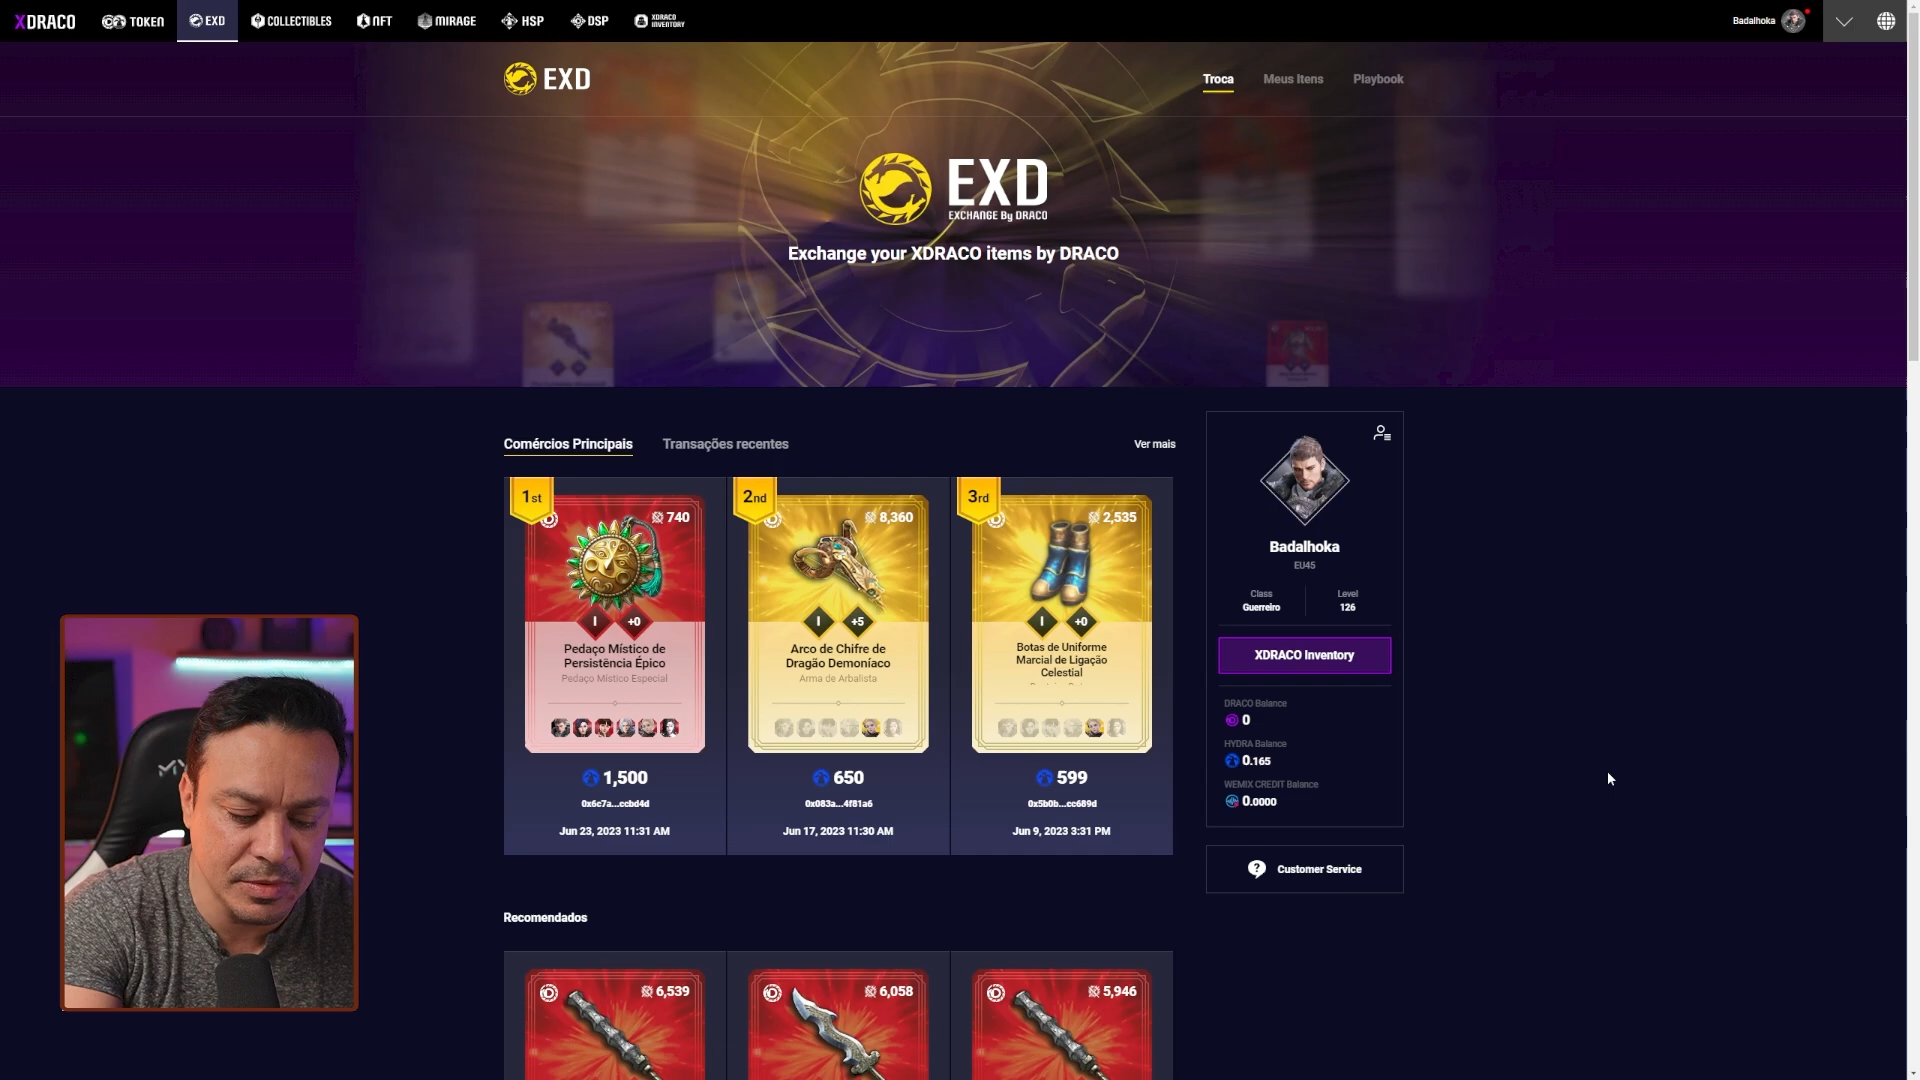 XDRACO TOKEN EXD COLLECTIBLES NFT MIRAGE HSP DSP XDRACO INVENTORY Badalhoka
EXD
Troca Meus Itens Playbook
EXD
EXCHANGE By DRACO
Exchange your XDRACO items by DRACO
Comércios Principais Transações recentes Ver mais
1st
740
I +0
Pedaço Místico de
Persistência Épico
Pedaço Místico Especial
1,500
0x6c7a...ccbd4d
Jun 23, 2023 11:31 AM
2nd
8,360
I +5
Arco de Chifre de
Dragão Demoníaco
Arma de Arbalista
650
0x083a...4f81a6
Jun 17, 2023 11:30 AM
3rd
2,535
I +0
Botas de Uniforme
Marcial de Ligação
Celestial
599
0x5b0b...cc689d
Jun 9, 2023 3:31 PM
Badalhoka
EU45
Class Level
Guerreiro 126
XDRACO Inventory
DRACO Balance
0
HYDRA Balance
0.165
WEMIX CREDIT Balance
0.0000
? Customer Service
Recomendados
6,539
6,058
5,946